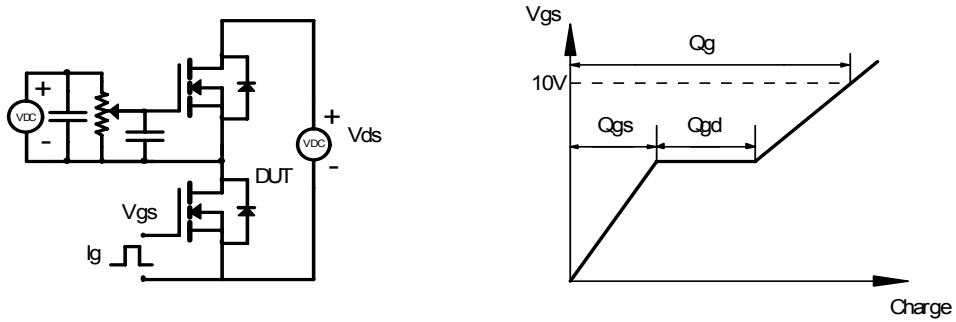 +
VDC
-
+
VDC
-
Vds
DUT
Vgs
Ig
Vgs
Qg
10V
Qgs
Qgd
Charge